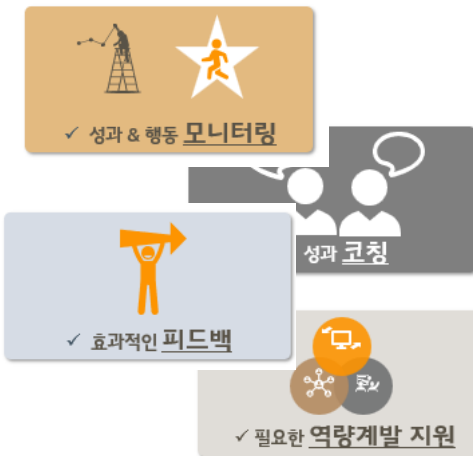 ✓ 성과 & 행동 모니터링
성과 코칭
✓ 효과적인 피드백
✓ 필요한 역량계발 지원